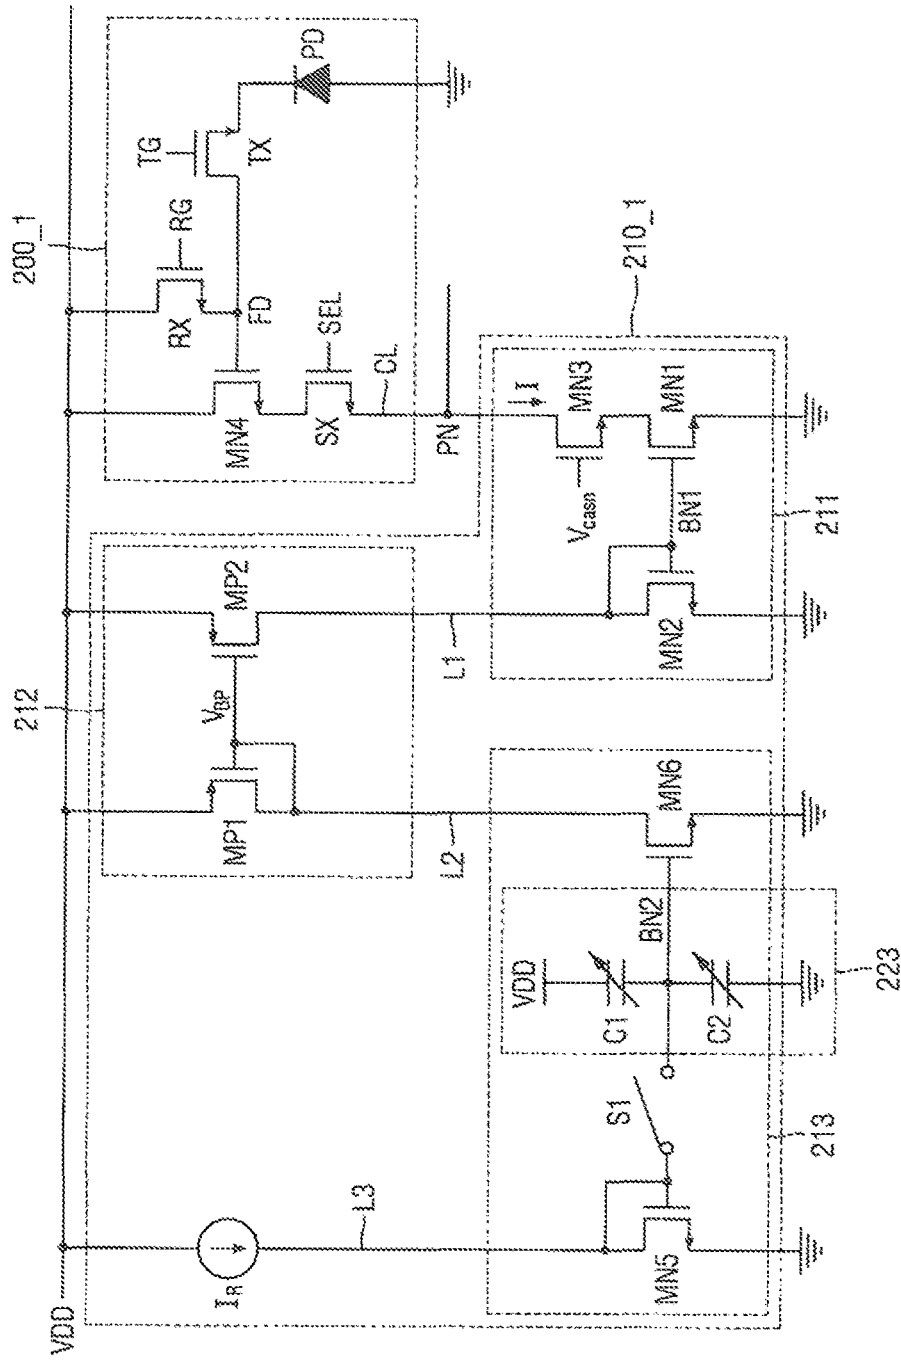 200_1
TG
PD
RG
TX
RX
FD
SEL
MN4
SX
CL
PN
210_1
I
MN3
MN1
Vcasn
BN1
MN2
211
212
MP2
VBP
MP1
L1
L2
MN6
BN2
VDD
C1
C2
223
S1
213
L3
IR
MN5
VDD